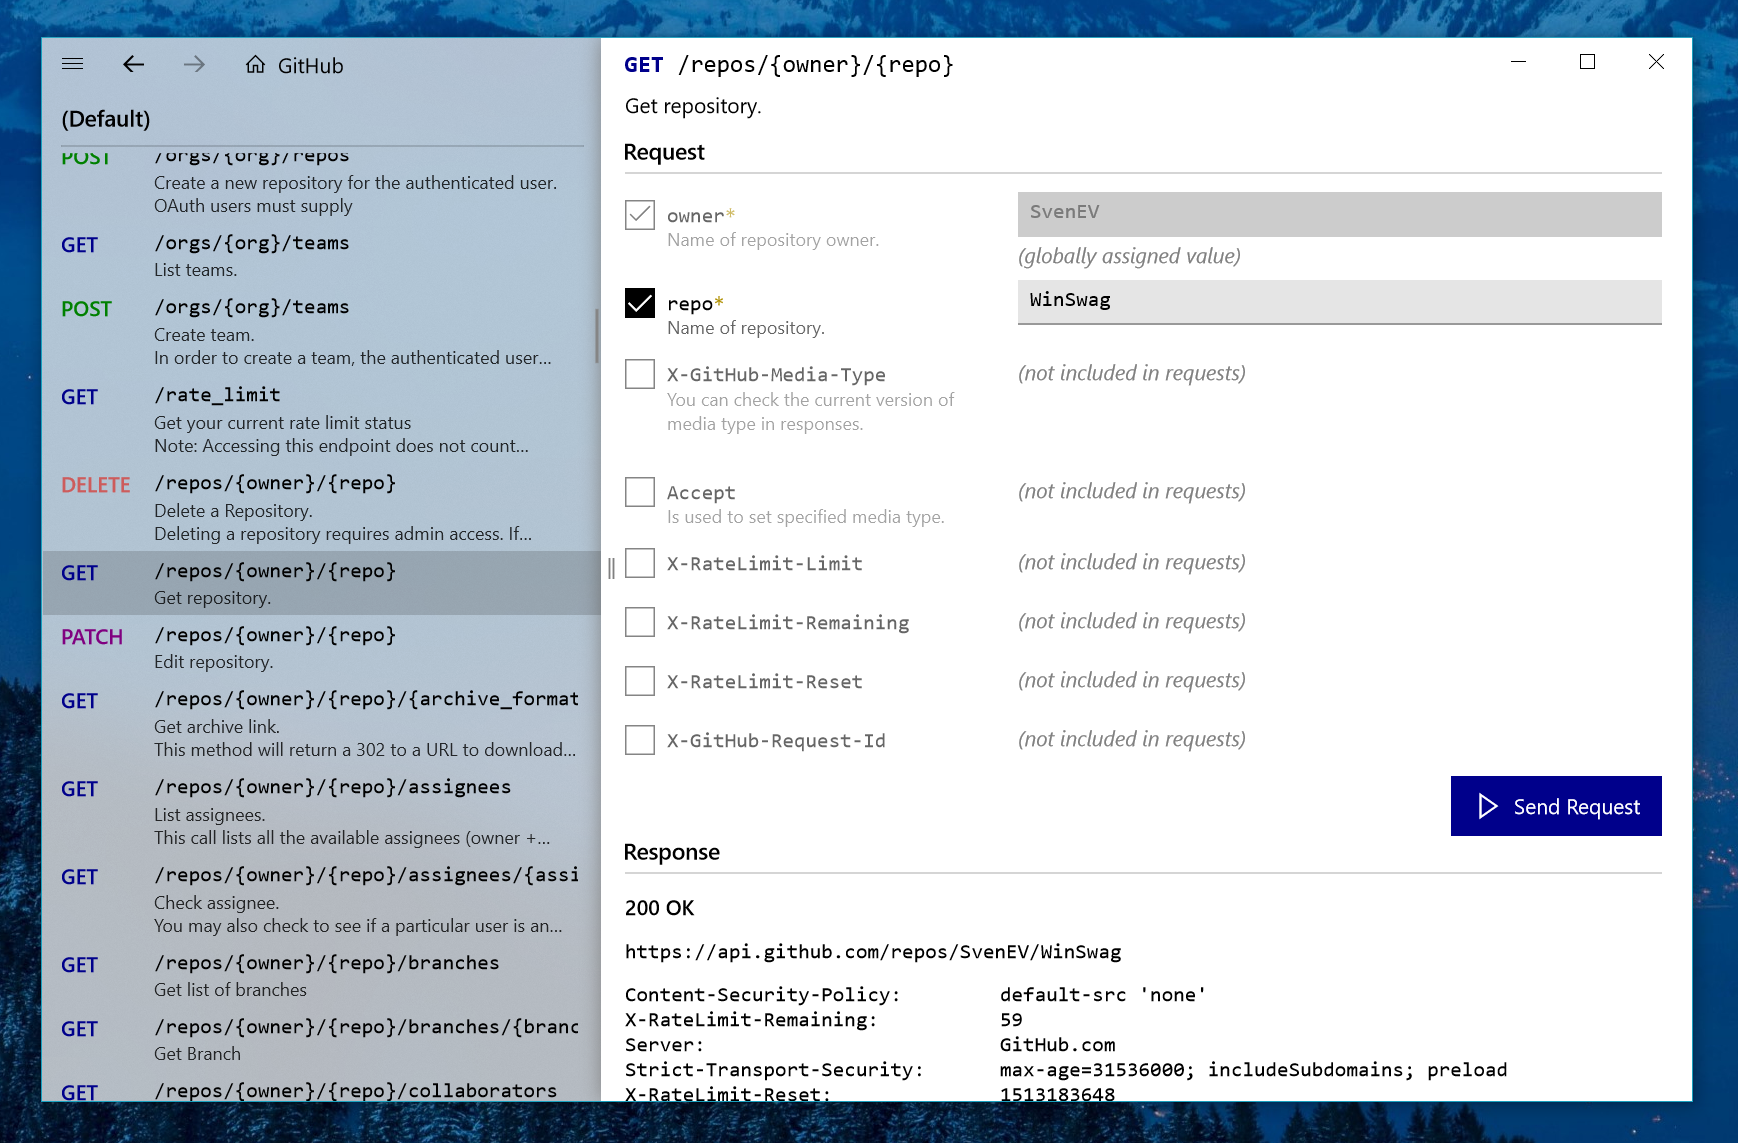 GitHub
(Default)
POST /orgs/{org}/repos
Create a new repository for the authenticated user.
OAuth users must supply
GET /orgs/{org}/teams
List teams.
POST /orgs/{org}/teams
Create team.
In order to create a team, the authenticated user...
GET /rate_limit
Get your current rate limit status
Note: Accessing this endpoint does not count...
DELETE /repos/{owner}/{repo}
Delete a Repository.
Deleting a repository requires admin access. If...
GET /repos/{owner}/{repo}
Get repository.
PATCH /repos/{owner}/{repo}
Edit repository.
GET /repos/{owner}/{repo}/{archive_format
Get archive link.
This method will return a 302 to a URL to download...
GET /repos/{owner}/{repo}/assignees
List assignees.
This call lists all the available assignees (owner +...
GET /repos/{owner}/{repo}/assignees/{assi
Check assignee.
You may also check to see if a particular user is an...
GET /repos/{owner}/{repo}/branches
Get list of branches
GET /repos/{owner}/{repo}/branches/{branc
Get Branch
GET /repos/{owner}/{repo}/collaborators
GET /repos/{owner}/{repo}
Get repository.
Request
owner* SvenEV
Name of repository owner.
(globally assigned value)
repo* WinSwag
Name of repository.
X-GitHub-Media-Type (not included in requests)
You can check the current version of
media type in responses.
Accept (not included in requests)
Is used to set specified media type.
X-RateLimit-Limit (not included in requests)
X-RateLimit-Remaining (not included in requests)
X-RateLimit-Reset (not included in requests)
X-GitHub-Request-Id (not included in requests)
Send Request
Response
200 OK
https://api.github.com/repos/SvenEV/WinSwag
Content-Security-Policy: default-src 'none'
X-RateLimit-Remaining: 59
Server: GitHub.com
Strict-Transport-Security: max-age=31536000; includeSubdomains; preload
X-RateLimit-Reset: 1513183648